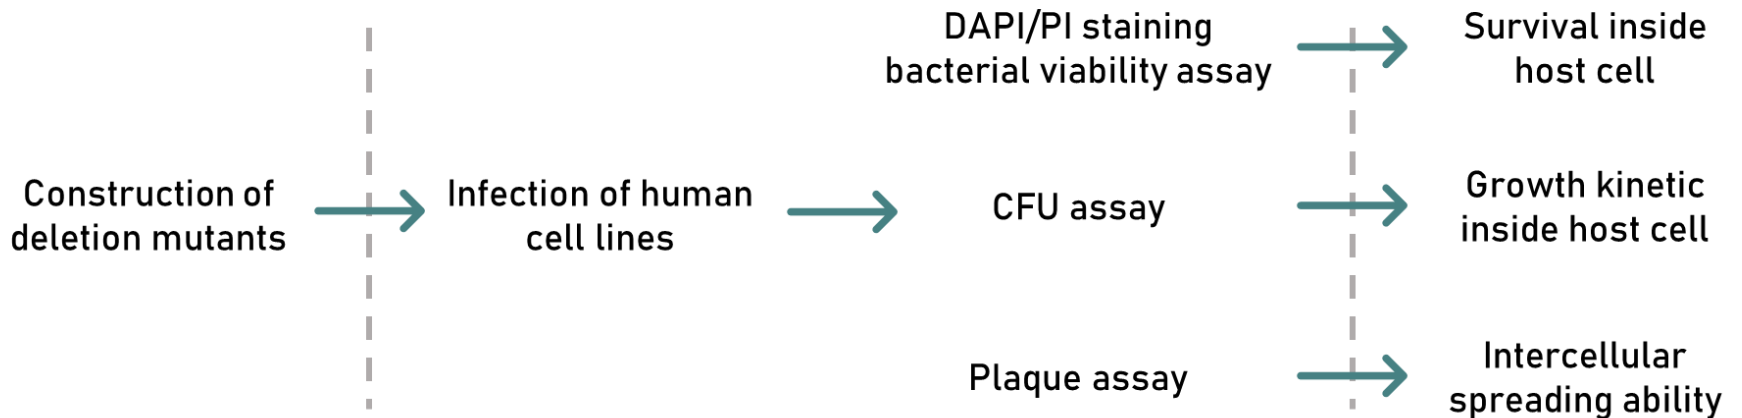 Construction of
deletion mutants
Infection of human
cell lines
DAPI/PI staining
bacterial viability assay
CFU assay
Plaque assay
Survival inside
host cell
Growth kinetic
inside host cell
Intercellular
spreading ability